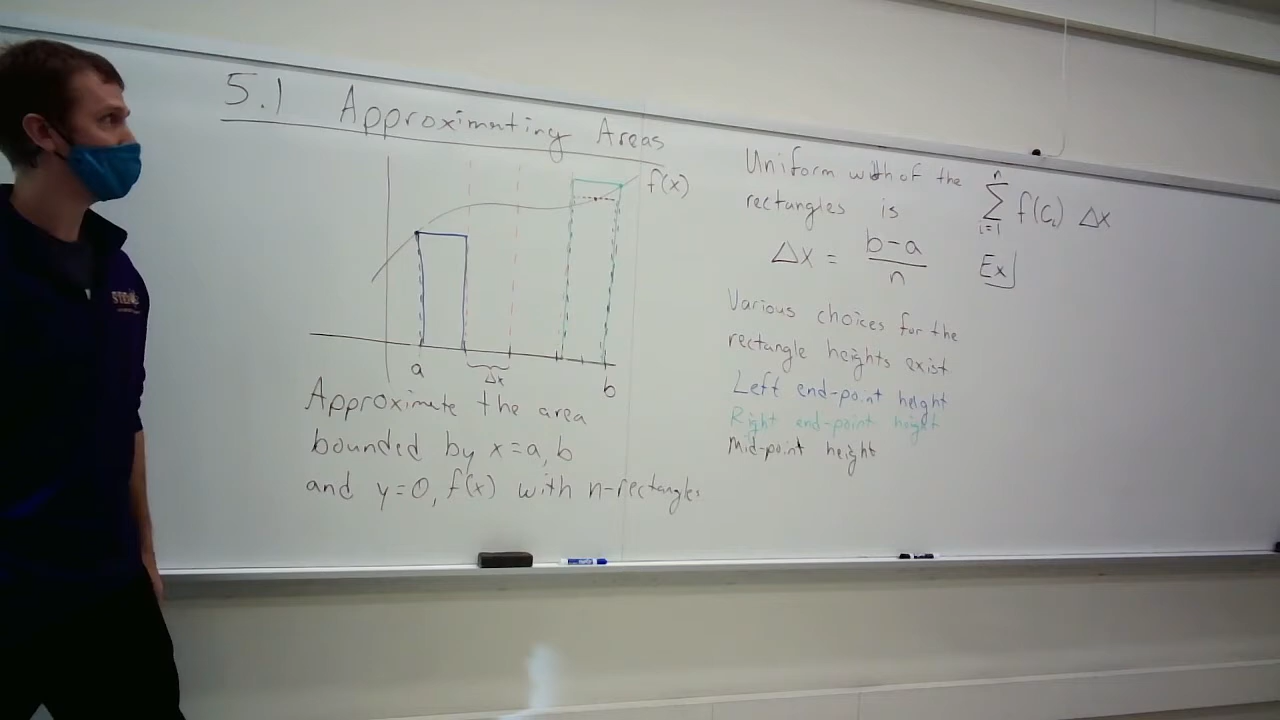 5.1 Approximating Areas
f(x)
a
Δx
b
Approximate the area
bounded by x=a, b
and y=0, f(x) with n-rectangles
Uniform width of the
rectangles is
Δx = b-a / n
Various choices for the
rectangle heights exist
Left end-point height
Right end-point height
Mid-point height
n ∑ i=1 f(Ci) Δx
Ex